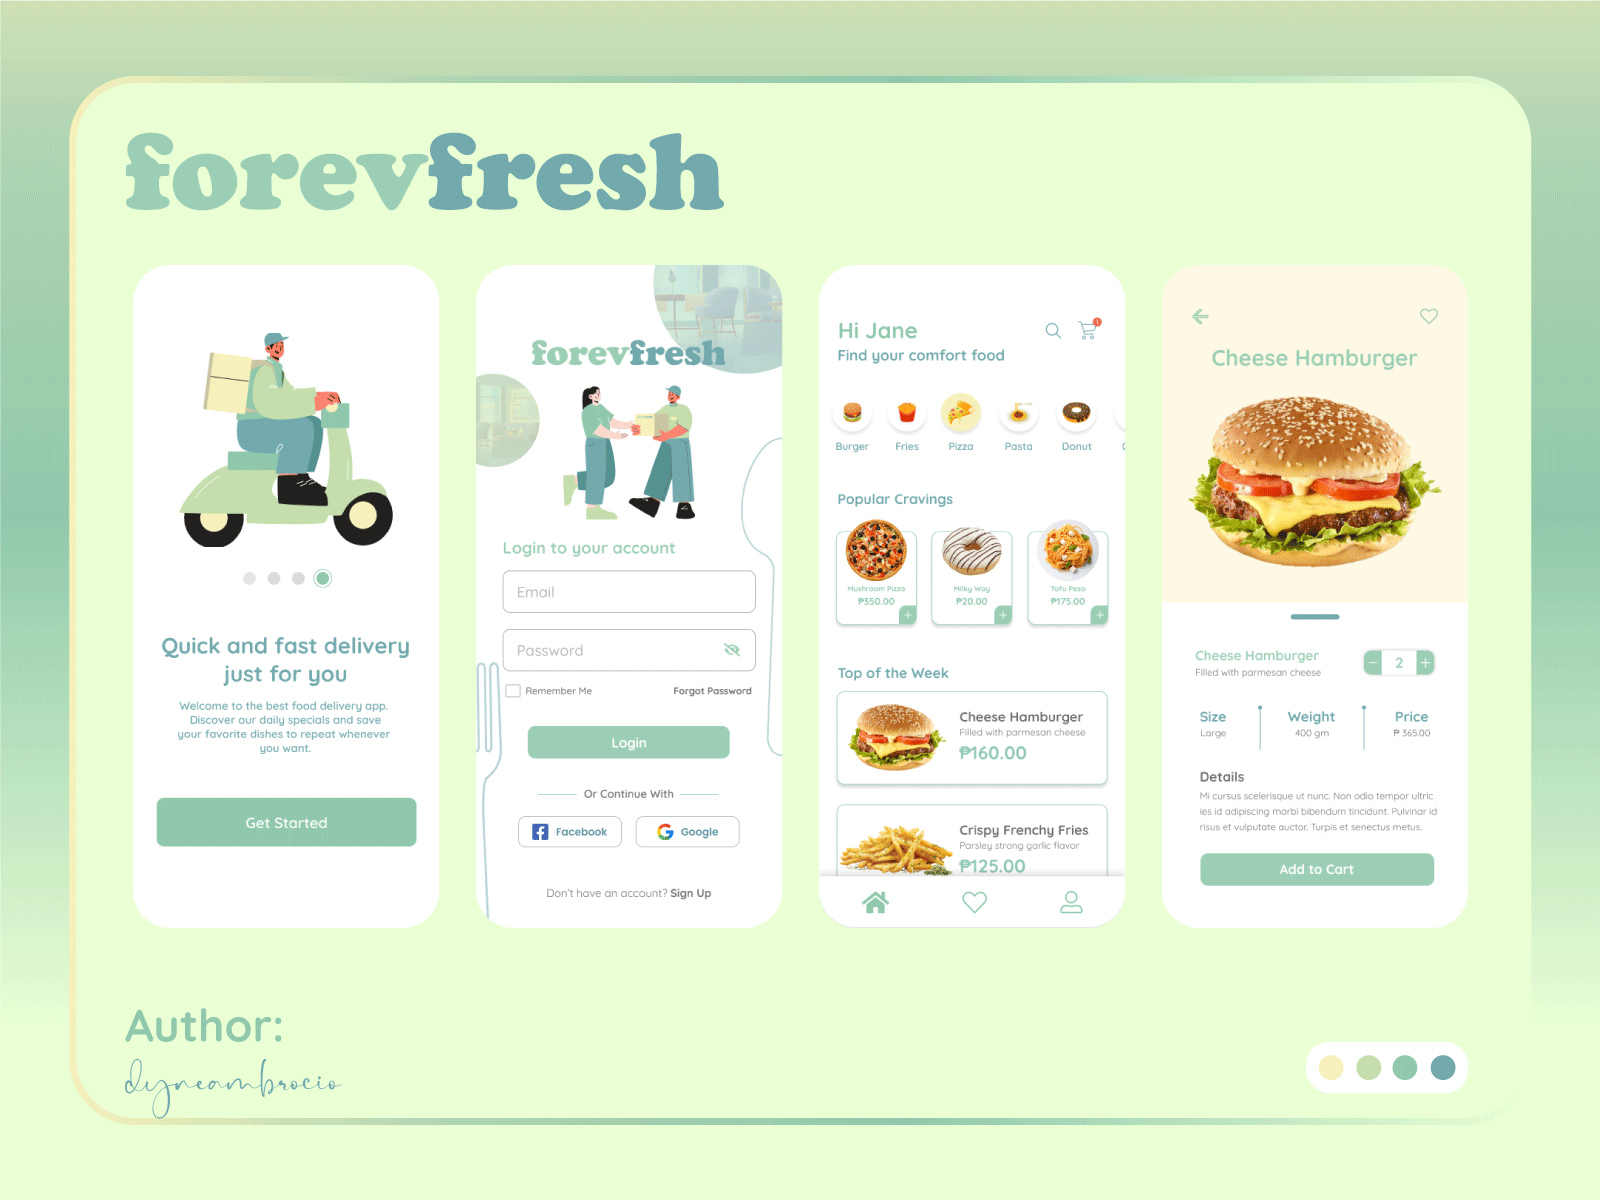 forevfresh
Quick and fast delivery
just for you
Welcome to the best food delivery app.
Discover our daily specials and save
your favorite dishes to repeat whenever
you want.
Get Started
forevfresh
Login to your account
Email
Password
Remember Me
Forgot Password
Login
Or Continue With
Facebook
Google
Don't have an account? Sign Up
Hi Jane
1
Find your comfort food
Burger
Fries
Pizza
Pasta
Donut
Popular Cravings
Mushroom Pizza
₱350.00
+
Milky Way
₱20.00
+
Tofu Pezo
₱175.00
+
Top of the Week
Cheese Hamburger
Filled with parmesan cheese
₱160.00
Crispy Frenchy Fries
Parsley strong garlic flavor
₱125.00
Cheese Hamburger
Cheese Hamburger
Filled with parmesan cheese
− 2 +
Size
Large
Weight
400 gm
Price
₱ 365.00
Details
Mi cursus scelerisque ut nunc. Non odio tempor ultric
ies id adipiscing morbi bibendum tincidunt. Pulvinar id
risus et vulputate auctor. Turpis et senectus metus.
Add to Cart
Author:
dyneambrocio